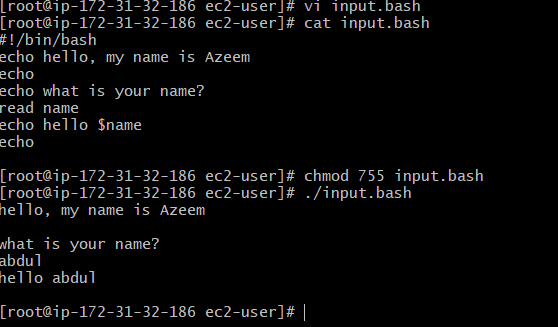 [root@ip-172-31-32-186 ec2-user]# vi input.bash
[root@ip-172-31-32-186 ec2-user]# cat input.bash
#!/bin/bash
echo hello, my name is Azeem
echo
echo what is your name?
read name
echo hello $name
echo
[root@ip-172-31-32-186 ec2-user]# chmod 755 input.bash
[root@ip-172-31-32-186 ec2-user]# ./input.bash
hello, my name is Azeem
what is your name?
abdul
hello abdul
[root@ip-172-31-32-186 ec2-user]#